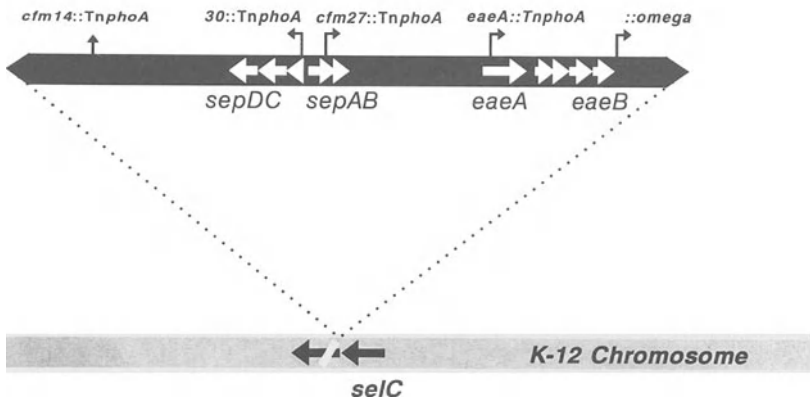 cfm14::TnphoA 30::TnphoA cfm27::TnphoA eaeA::TnphoA ::omega
sepDC sepAB eaeA eaeB
K-12 Chromosome
selC